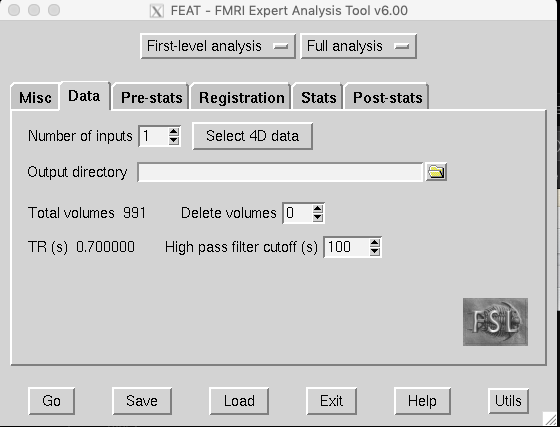 FEAT - FMRI Expert Analysis Tool v6.00
First-level analysis Full analysis
Misc Data Pre-stats Registration Stats Post-stats
Number of inputs 1 Select 4D data
Output directory
Total volumes 991 Delete volumes 0
TR (s) 0.700000 High pass filter cutoff (s) 100
FSL
Go Save Load Exit Help Utils